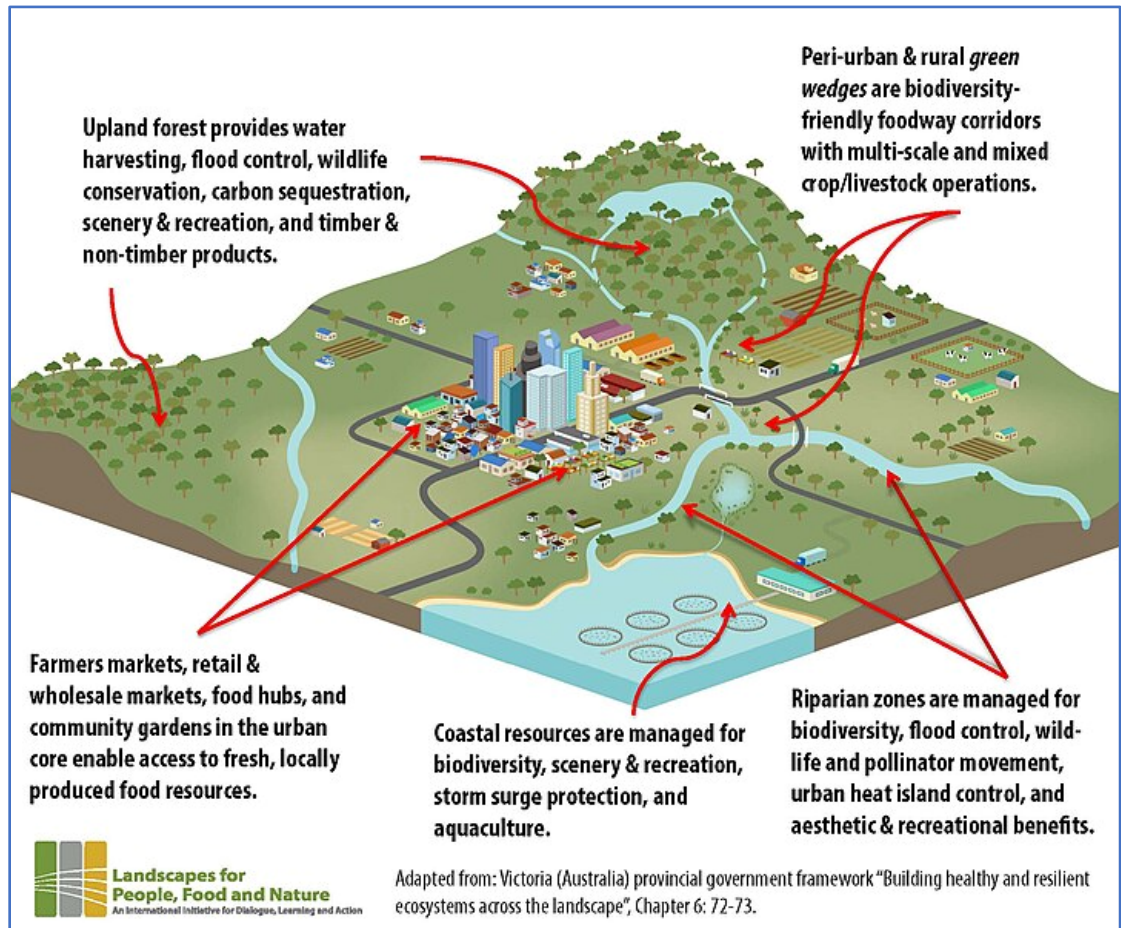 Upland forest provides water
harvesting, flood control, wildlife
conservation, carbon sequestration,
scenery & recreation, and timber &
non-timber products.
Peri-urban & rural green
wedges are biodiversity-
friendly foodway corridors
with multi-scale and mixed
crop/livestock operations.
Farmers markets, retail &
wholesale markets, food hubs, and
community gardens in the urban
core enable access to fresh, locally
produced food resources.
Coastal resources are managed for
biodiversity, scenery & recreation,
storm surge protection, and
aquaculture.
Riparian zones are managed for
biodiversity, flood control, wild-
life and pollinator movement,
urban heat island control, and
aesthetic & recreational benefits.
Landscapes for
People, Food and Nature
An International Initiative for Dialogue, Learning and Action
Adapted from: Victoria (Australia) provincial government framework “Building healthy and resilient
ecosystems across the landscape”, Chapter 6: 72-73.